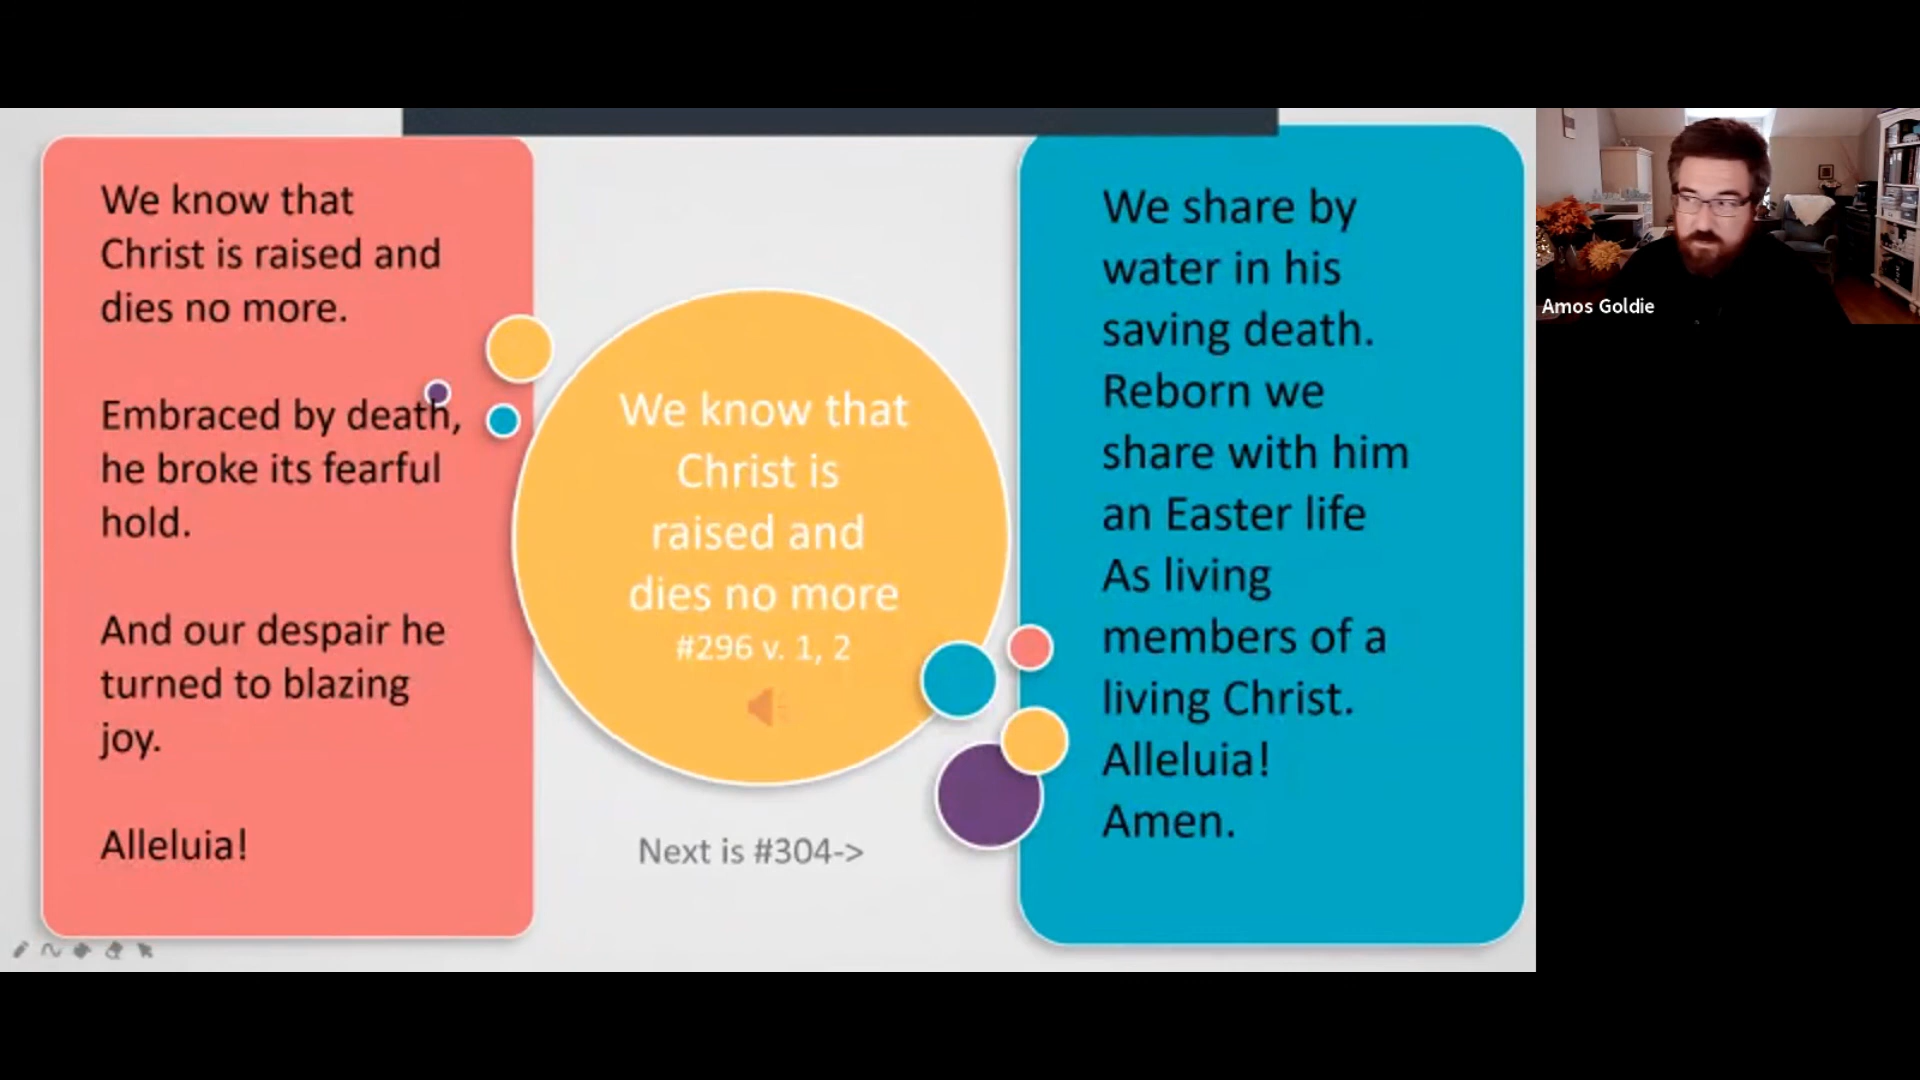 We know that
Christ is raised and
dies no more.
Embraced by death,
he broke its fearful
hold.
And our despair he
turned to blazing
joy.
Alleluia!
We know that
Christ is
raised and
dies no more
#296 v. 1, 2
Next is #304->
We share by
water in his
saving death.
Reborn we
share with him
an Easter life
As living
members of a
living Christ.
Alleluia!
Amen.
Amos Goldie